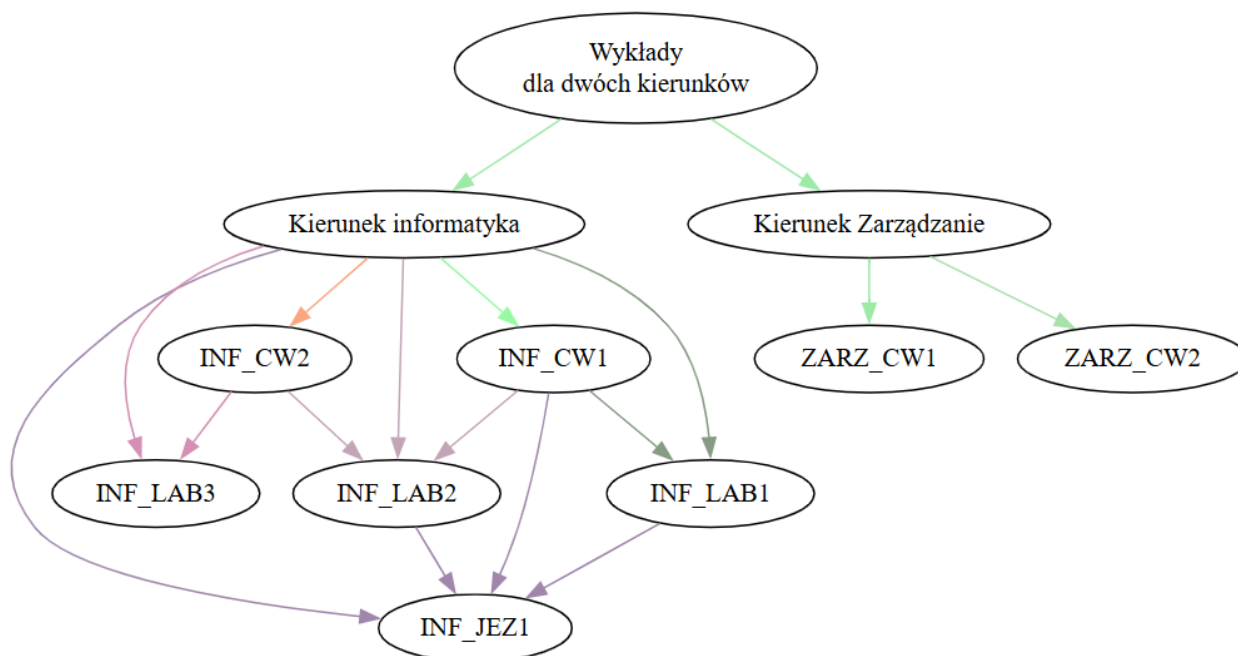 Wykłady
dla dwóch kierunków
Kierunek informatyka
Kierunek Zarządzanie
INF_CW2
INF_CW1
ZARZ_CW1
ZARZ_CW2
INF_LAB3
INF_LAB2
INF_LAB1
INF_JEZ1